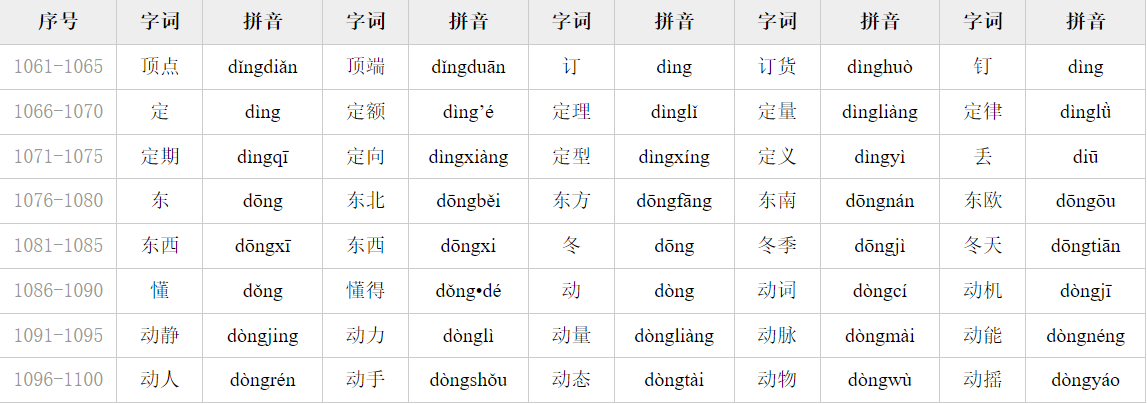 序号 字词 拼音 字词 拼音 字词 拼音 字词 拼音 字词 拼音
1061-1065 顶点 dǐngdiǎn 顶端 dǐngduān 订 dìng 订货 dìnghuò 钉 dìng
1066-1070 定 dìng 定额 dìng’é 定理 dìnglǐ 定量 dìngliàng 定律 dìnglǜ
1071-1075 定期 dìngqī 定向 dìngxiàng 定型 dìngxíng 定义 dìngyì 丢 diū
1076-1080 东 dōng 东北 dōngběi 东方 dōngfāng 东南 dōngnán 东欧 dōngōu
1081-1085 东西 dōngxī 东西 dōngxi 冬 dōng 冬季 dōngjì 冬天 dōngtiān
1086-1090 懂 dǒng 懂得 dǒng•dé 动 dòng 动词 dòngcí 动机 dòngjī
1091-1095 动静 dòngjing 动力 dònglì 动量 dòngliàng 动脉 dòngmài 动能 dòngnéng
1096-1100 动人 dòngrén 动手 dòngshǒu 动态 dòngtài 动物 dòngwù 动摇 dòngyáo